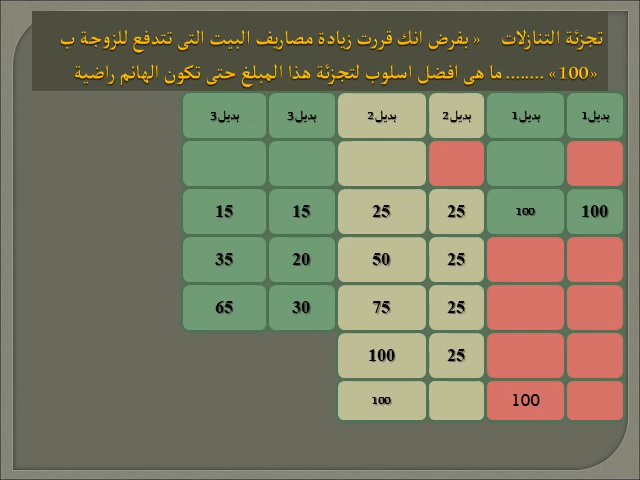 تجزئة التنازلات « بفرض انك قررت زيادة مصاريف البيت التى تتدفع للزوجة ب
«100» ........ ما هى افضل اسلوب لتجزئة هذا المبلغ حتى تكون الهانم راضية
بديل1 بديل1 بديل2 بديل2 بديل3 بديل3
100 100 25 25 15 15
25 50 20 35
25 75 30 65
25 100
100 100